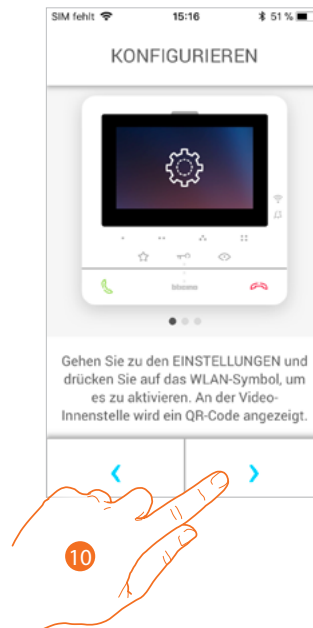 SIM fehlt 15:16 51 %
KONFIGURIEREN
bticino
Gehen Sie zu den EINSTELLUNGEN und
drücken Sie auf das WLAN-Symbol, um
es zu aktivieren. An der Video-
Innenstelle wird ein QR-Code angezeigt.
10